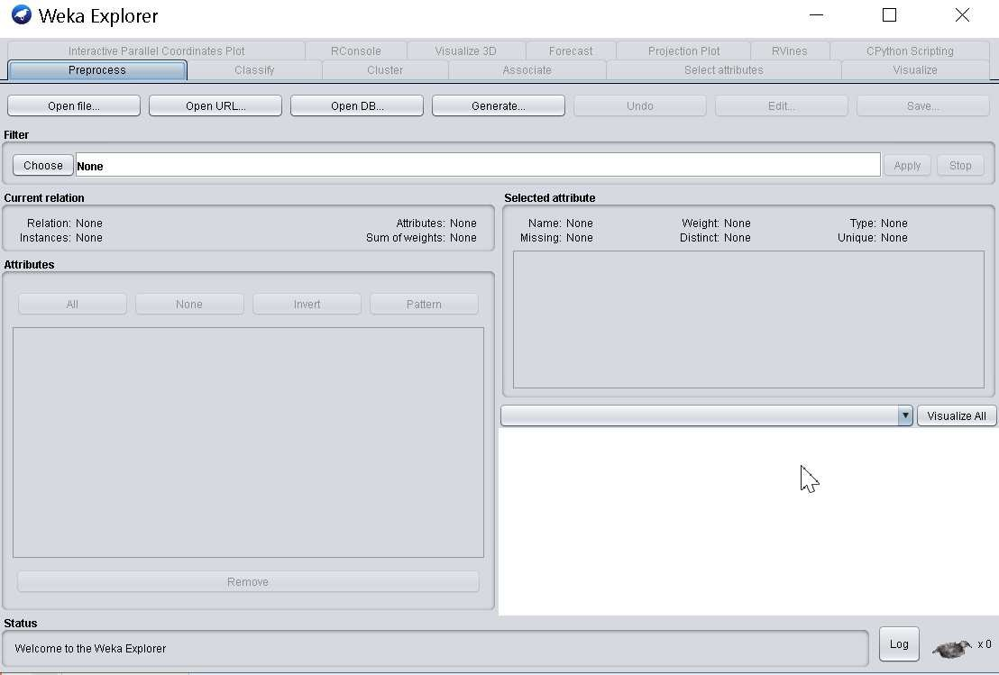 Weka Explorer
Interactive Parallel Coordinates Plot RConsole Visualize 3D Forecast Projection Plot RVines CPython Scripting
Preprocess Classify Cluster Associate Select attributes Visualize
Open file... Open URL... Open DB... Generate... Undo Edit... Save...
Filter
Choose None Apply Stop
Current relation
Relation: None Attributes: None
Instances: None Sum of weights: None
Selected attribute
Name: None Weight: None Type: None
Missing: None Distinct: None Unique: None
Attributes
All None Invert Pattern
Visualize All
Remove
Status
Welcome to the Weka Explorer
Log x 0